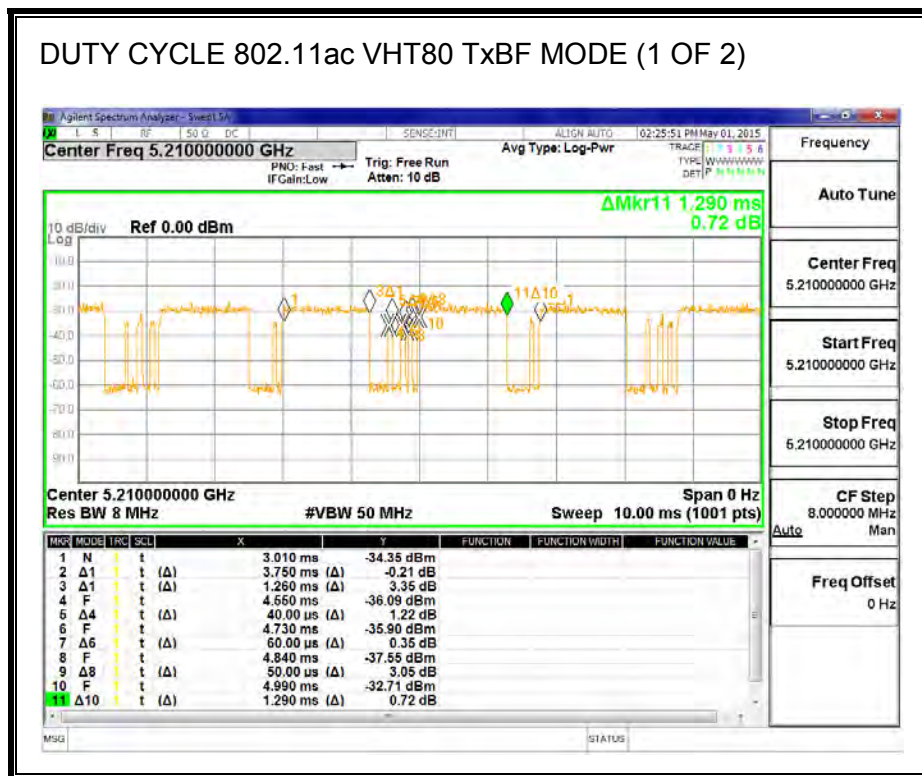 DUTY CYCLE 802.11ac VHT80 TxBF MODE (1 OF 2)
Agilent Spectrum Analyzer - Swept SA
L S RF 50 Ω DC SENSE:INT ALIGN AUTO 02:25:51 PM May 01, 2015
Center Freq 5.210000000 GHz
PNO: Fast
IFGain:Low
Trig: Free Run
Atten: 10 dB
Avg Type: Log-Pwr
TRACE 1 2 3 4 5 6
TYPE WWWWWW
DET P N N N N N
Frequency
Auto Tune
ΔMkr11 1.290 ms
0.72 dB
10 dB/div Ref 0.00 dBm
Log
1
3Δ1
11Δ10
10
Center 5.210000000 GHz Span 0 Hz
Res BW 8 MHz #VBW 50 MHz Sweep 10.00 ms (1001 pts)
Center Freq
5.210000000 GHz
Start Freq
5.210000000 GHz
Stop Freq
5.210000000 GHz
CF Step
8.000000 MHz
Auto Man
Freq Offset
0 Hz
MKR MODE TRC SCL X Y FUNCTION FUNCTION WIDTH FUNCTION VALUE
1 N 1 t 3.010 ms -34.35 dBm
2 Δ1 1 t (Δ) 3.750 ms (Δ) -0.21 dB
3 Δ1 1 t (Δ) 1.260 ms (Δ) 3.35 dB
4 F 1 t -36.09 dBm
5 Δ4 1 t (Δ) 40.00 µs (Δ) 1.22 dB
6 F 1 t 4.730 ms -35.90 dBm
7 Δ6 1 t (Δ) 60.00 µs (Δ) 0.35 dB
8 F 1 t 4.840 ms -37.55 dBm
9 Δ8 1 t (Δ) 50.00 µs (Δ) 3.05 dB
10 F 1 t 4.990 ms -32.71 dBm
11 Δ10 1 t (Δ) 1.290 ms (Δ) 0.72 dB
MSG STATUS